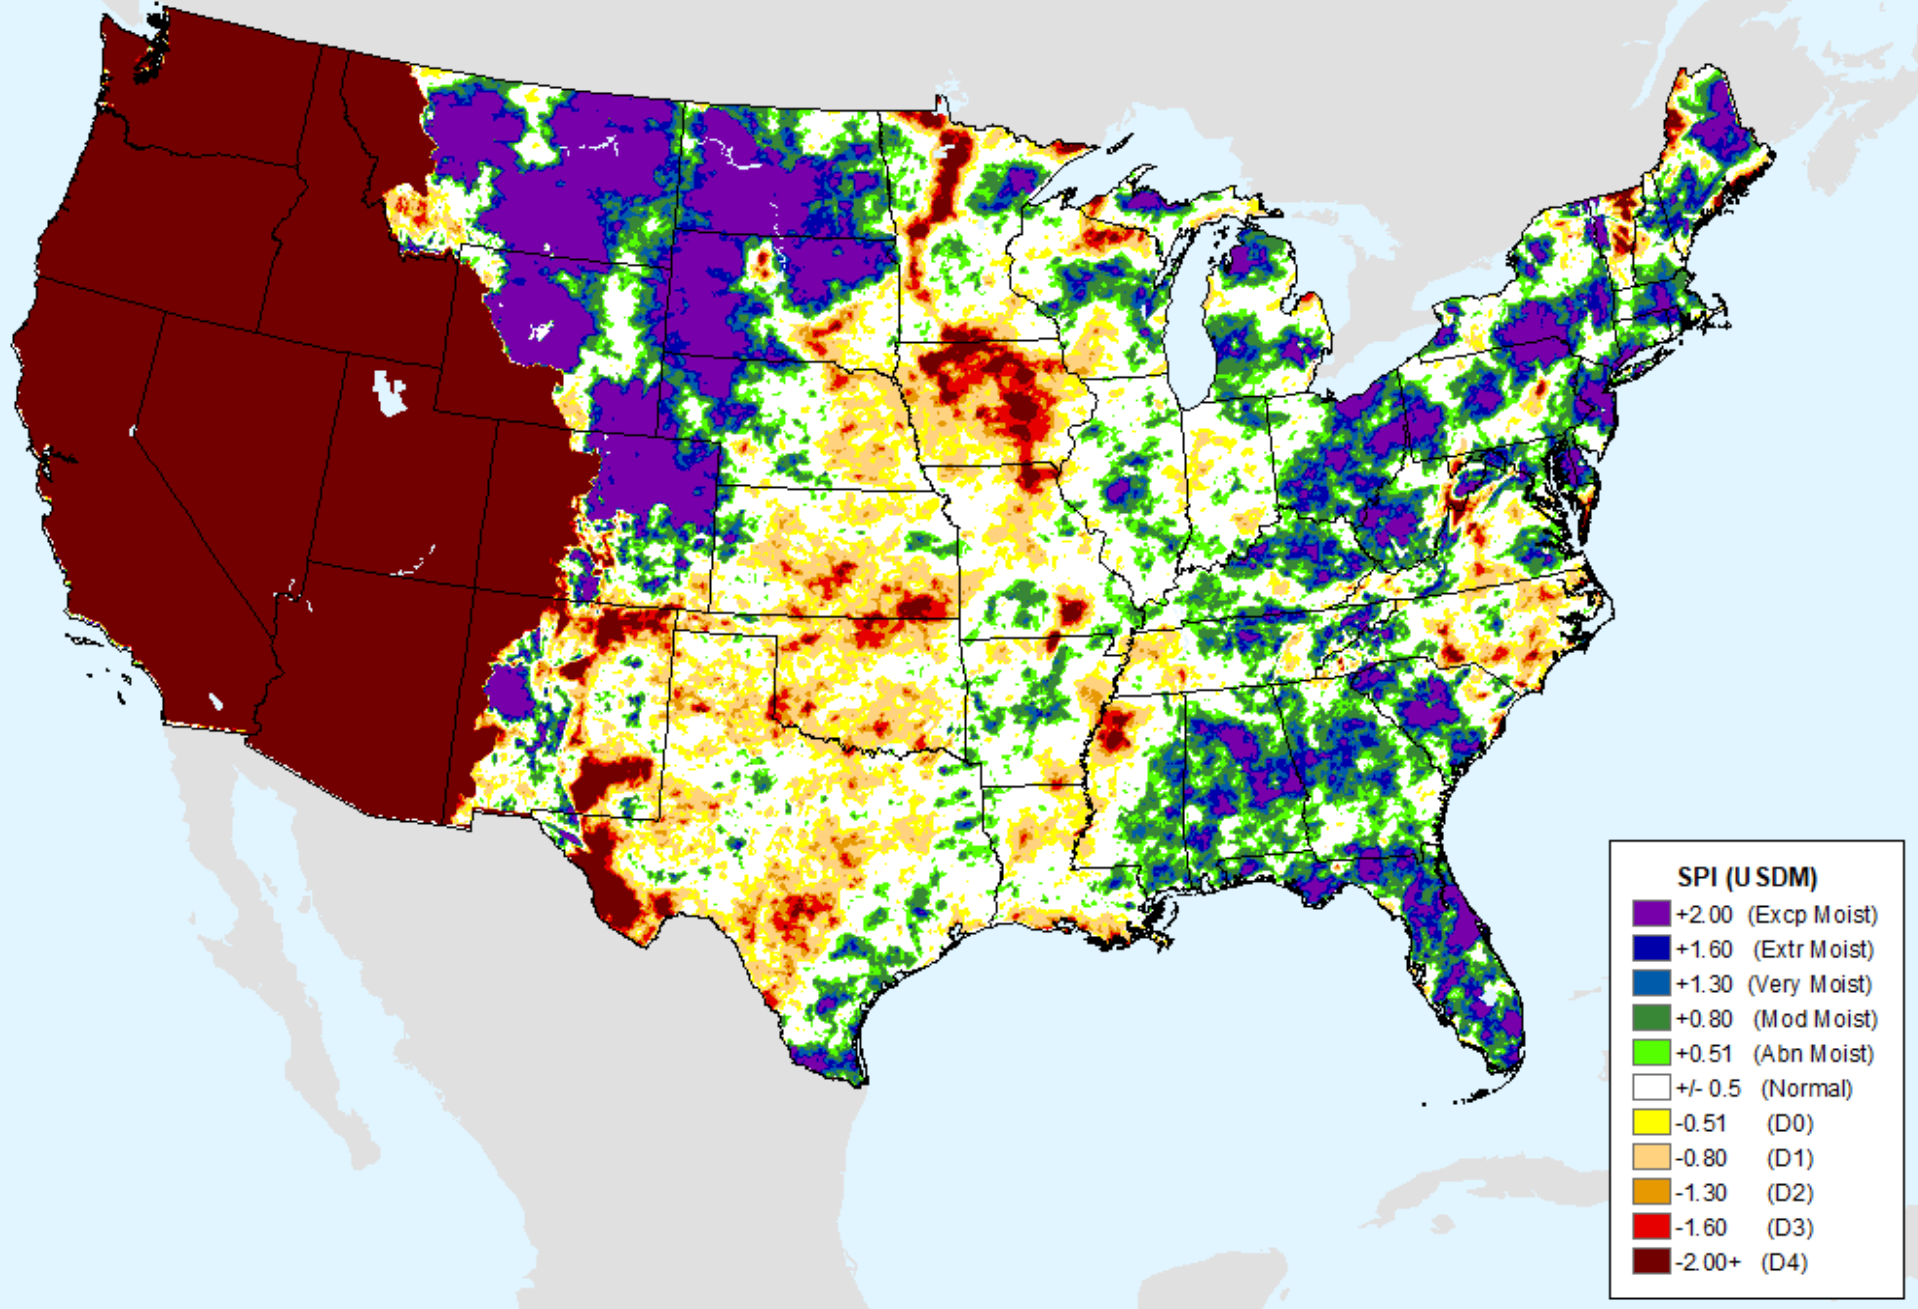 SPI (USDM)
+2.00 (Excp Moist)
+1.60 (Extr Moist)
+1.30 (Very Moist)
+0.80 (Mod Moist)
+0.51 (Abn Moist)
+/- 0.5 (Normal)
-0.51 (D0)
-0.80 (D1)
-1.30 (D2)
-1.60 (D3)
-2.00+ (D4)